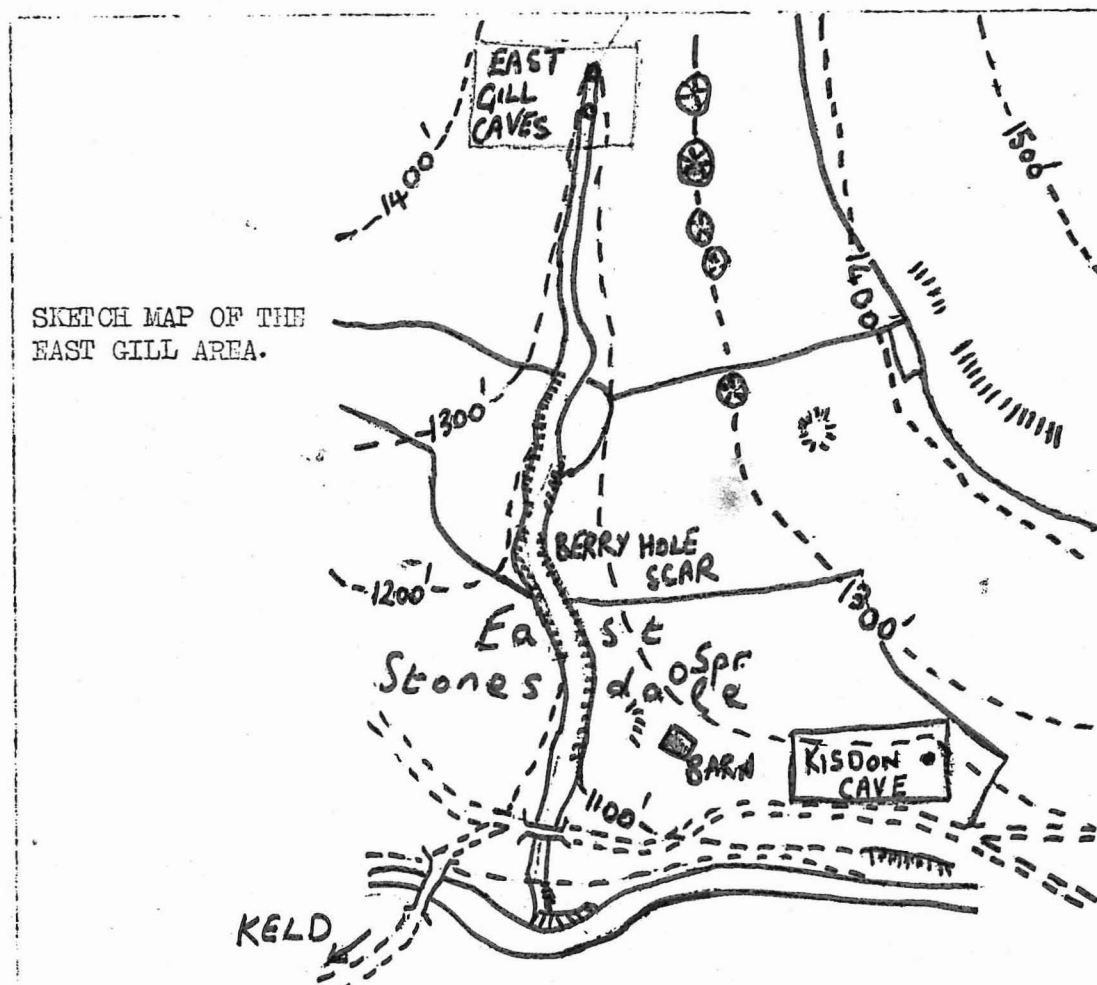 EAST
GILL
CAVES
1400'
1500'
1400
SKETCH MAP OF THE
EAST GILL AREA.
1300'
BERRY HOLE
SCAR
1200'
1300'
East
Stonesdale
Spr
BARN
KISDON
CAVE
1100'
KELD